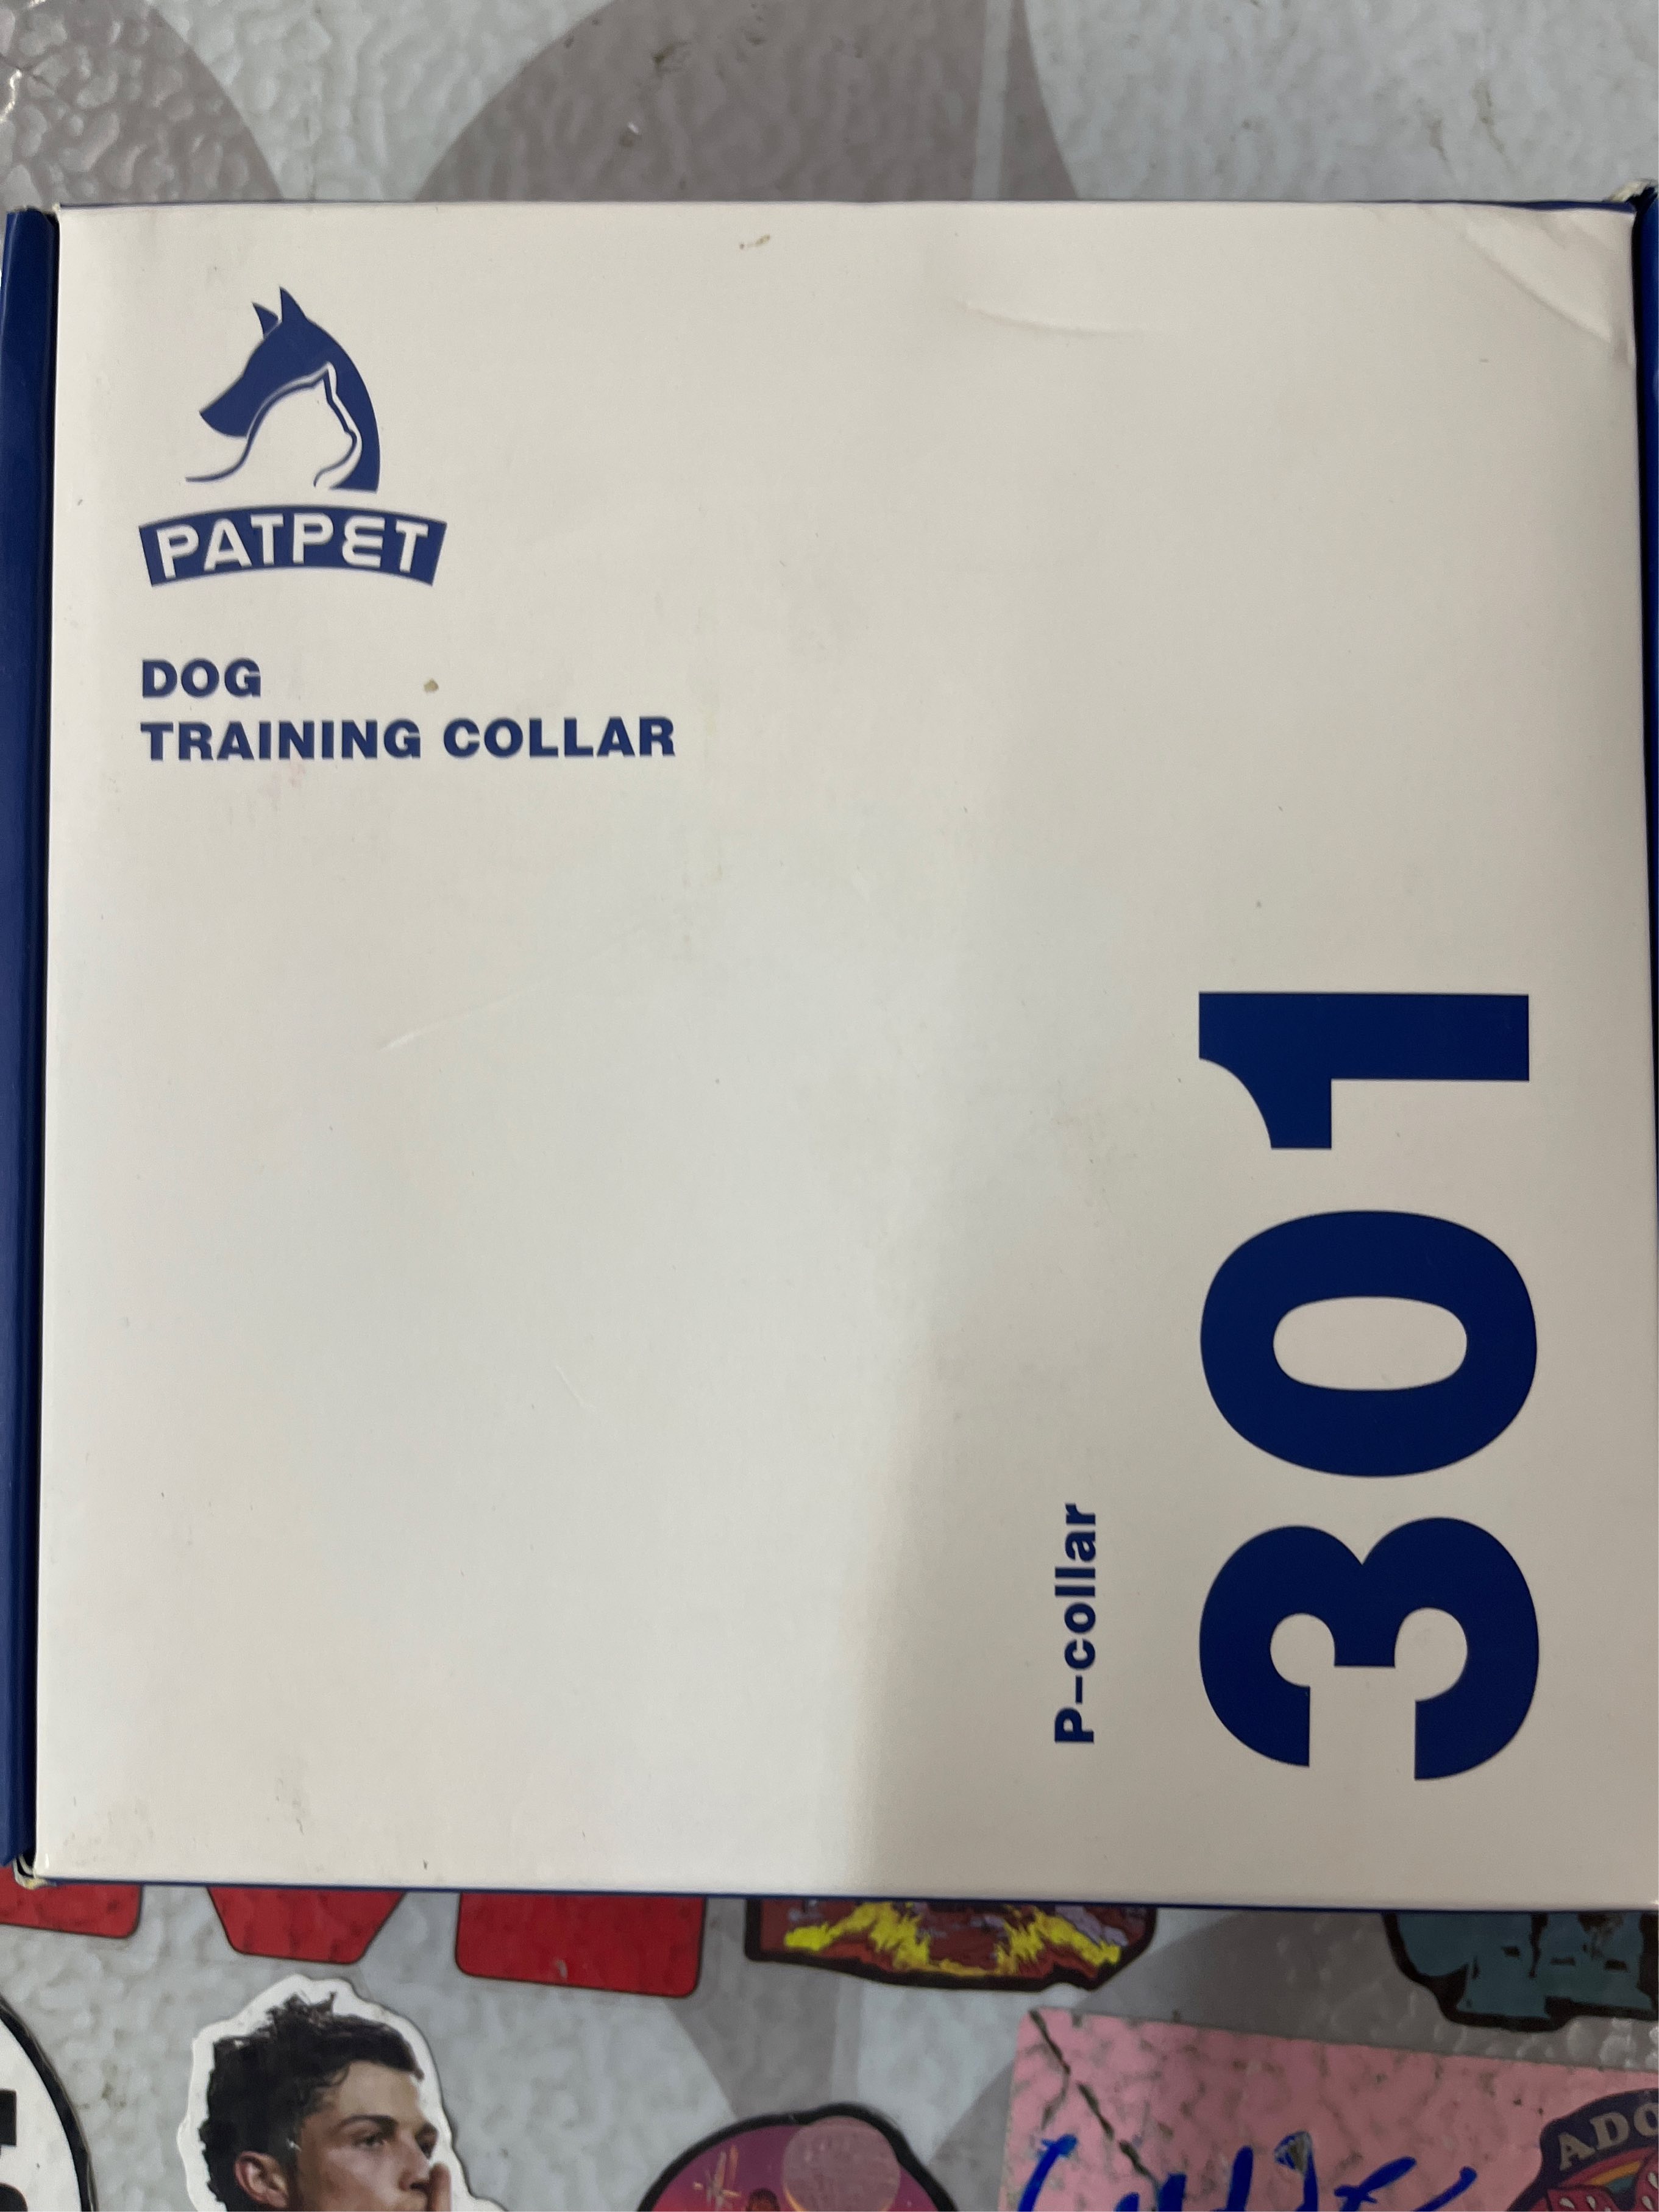 PATPET
DOG
TRAINING COLLAR
P-collar
301